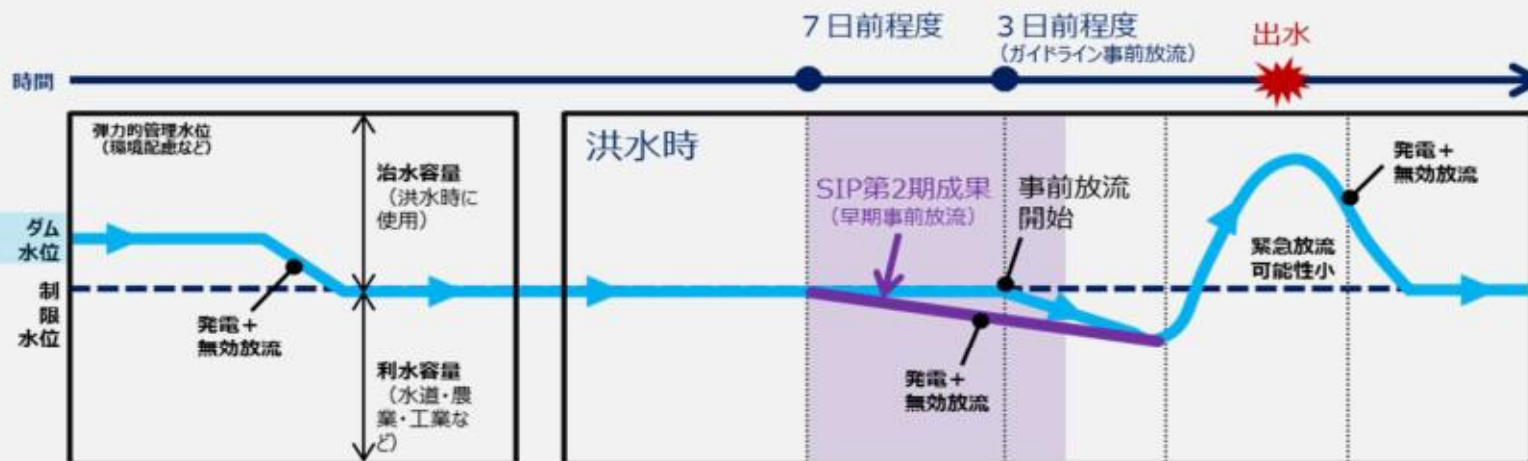 7日前程度
3日前程度
(ガイドライン事前放流)
出水
時間
弾力的管理水位
(環境配慮など)
治水容量
(洪水時に
使用)
ダム
水位
制
限
水位
発電+
無効放流
利水容量
(水道・農
業・工業な
ど)
洪水時
SIP第2期成果
(早期事前放流)
事前放流
開始
発電+
無効放流
緊急放流
可能性小
発電+
無効放流